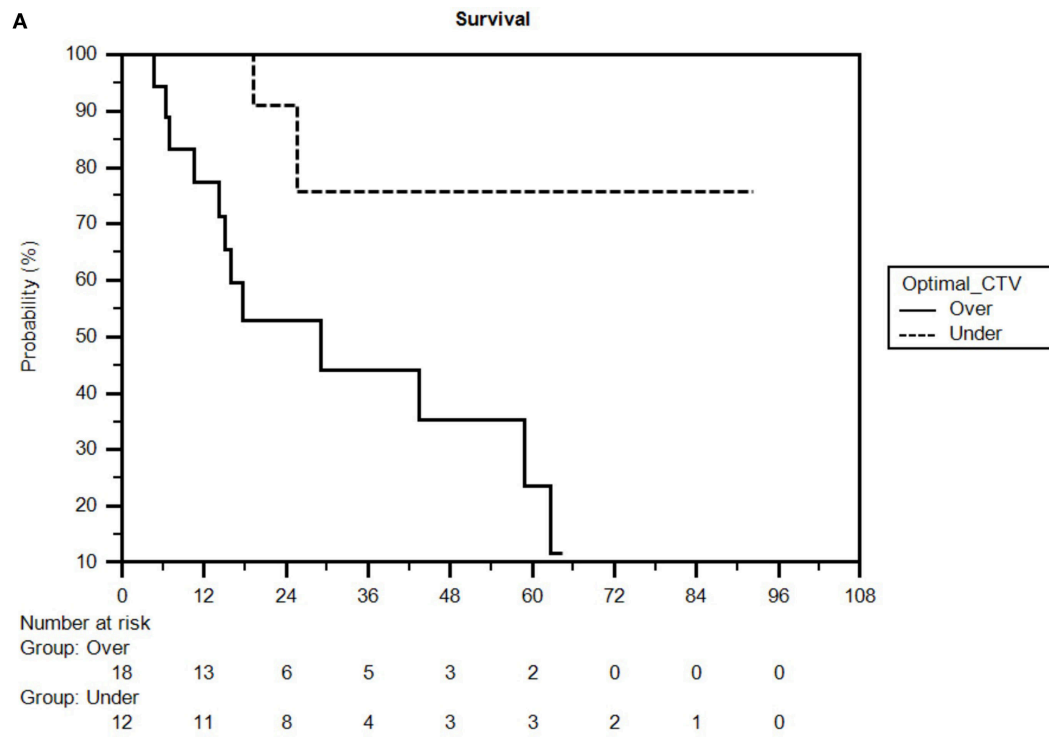 A
Survival
100
90
80
70
60
50
40
30
20
10
Probability (%)
0 12 24 36 48 60 72 84 96 108
Optimal_CTV
Over
Under
Number at risk
Group: Over
18 13 6 5 3 2 0 0 0
Group: Under
12 11 8 4 3 3 2 1 0